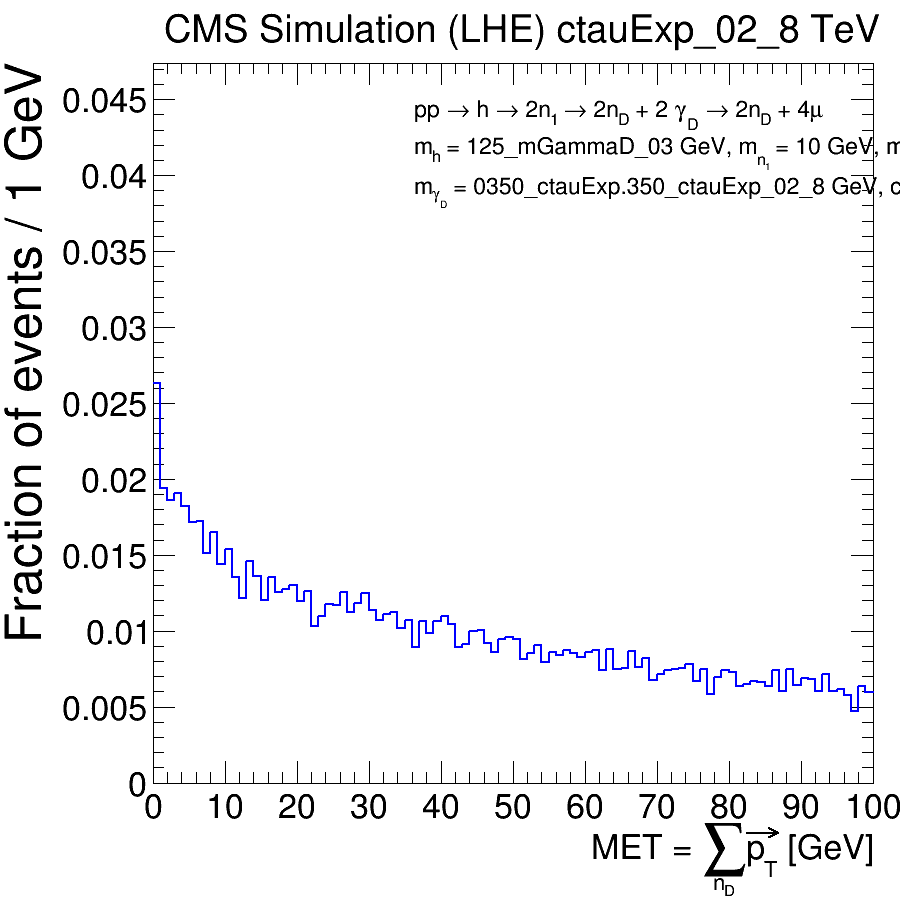 CMS Simulation (LHE) ctauExp_02_8 TeV
pp → h → 2n1 → 2nD + 2 γD → 2nD + 4μ
mh = 125_mGammaD_03 GeV, mn1 = 10 GeV, m
mγD = 0350_ctauExp.350_ctauExp_02_8 GeV, c
Fraction of events / 1 GeV
0.045
0.04
0.035
0.03
0.025
0.02
0.015
0.01
0.005
0
0 10 20 30 40 50 60 70 80 90 100
MET = ∑nD p⃗T [GeV]